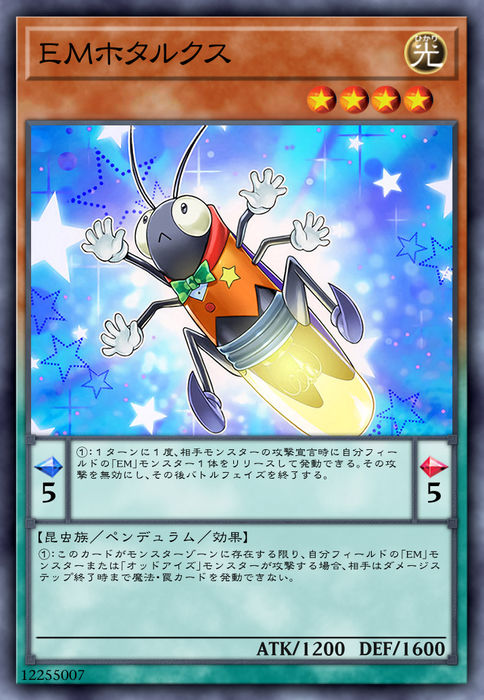 EMホタルクス
ひかり
光
①:1ターンに1度、相手モンスターの攻撃宣言時に自分フィー
ルドの「EM」モンスター1体をリリースして発動できる。その攻
撃を無効にし、その後バトルフェイズを終了する。
5
5
【昆虫族/ペンデュラム/効果】
①:このカードがモンスターゾーンに存在する限り、自分フィールドの「EM」モ
ンスターまたは「オッドアイズ」モンスターが攻撃する場合、相手はダメージス
テップ終了時まで魔法・罠カードを発動できない。
ATK/1200 DEF/1600
12255007